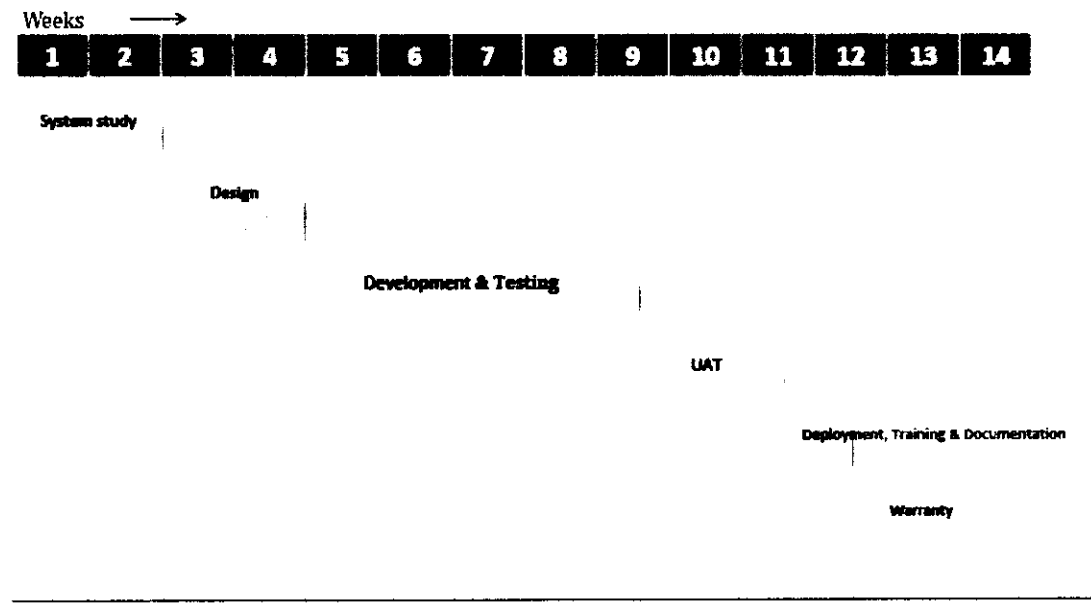 Weeks
1 2 3 4 5 6 7 8 9 10 11 12 13 14
System study
Design
Development & Testing
UAT
Deployment, Training & Documentation
Warranty